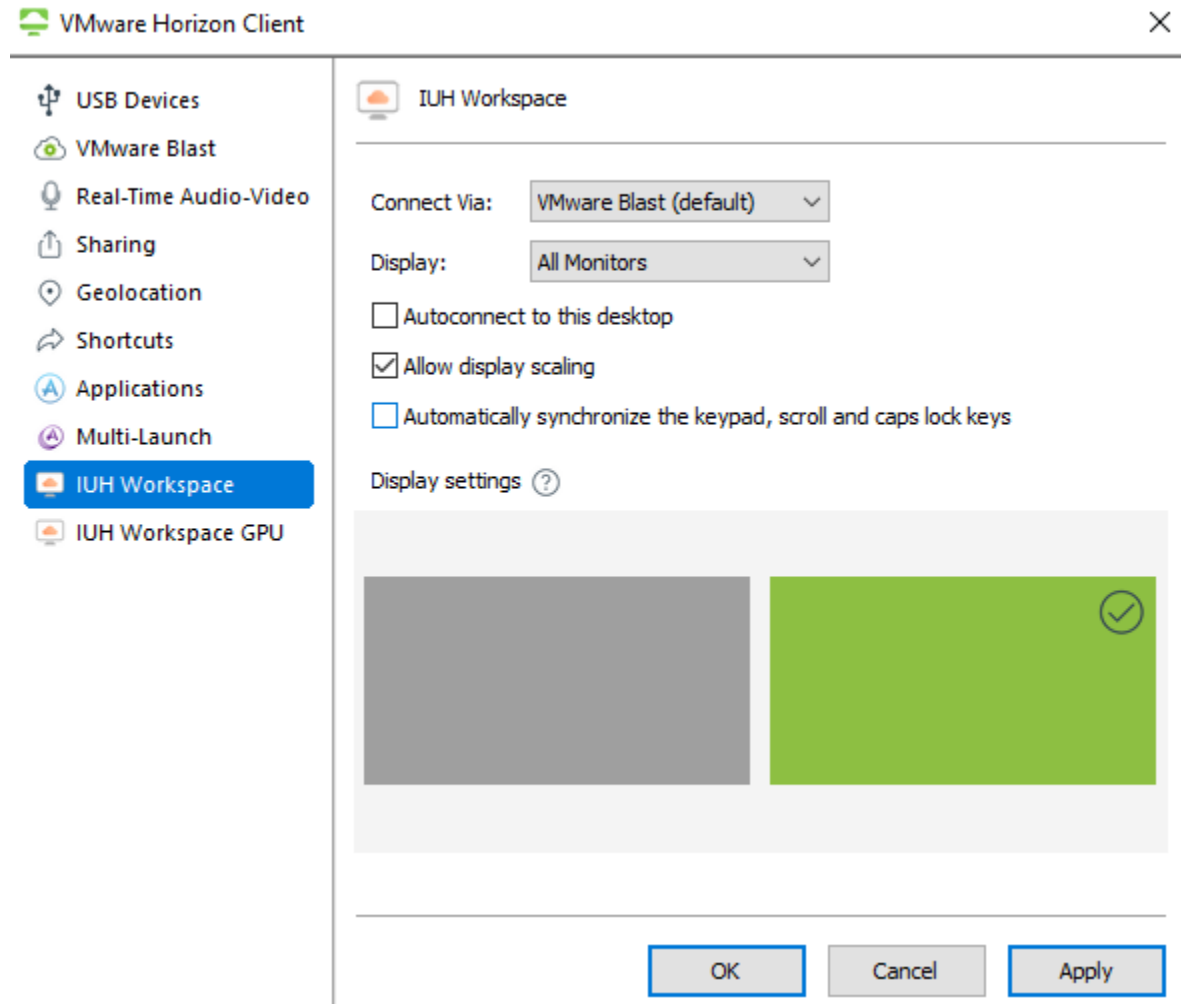 VMware Horizon Client
USB Devices
VMware Blast
Real-Time Audio-Video
Sharing
Geolocation
Shortcuts
Applications
Multi-Launch
IUH Workspace
IUH Workspace GPU
IUH Workspace
Connect Via: VMware Blast (default)
Display: All Monitors
Autoconnect to this desktop
Allow display scaling
Automatically synchronize the keypad, scroll and caps lock keys
Display settings ?
OK Cancel Apply